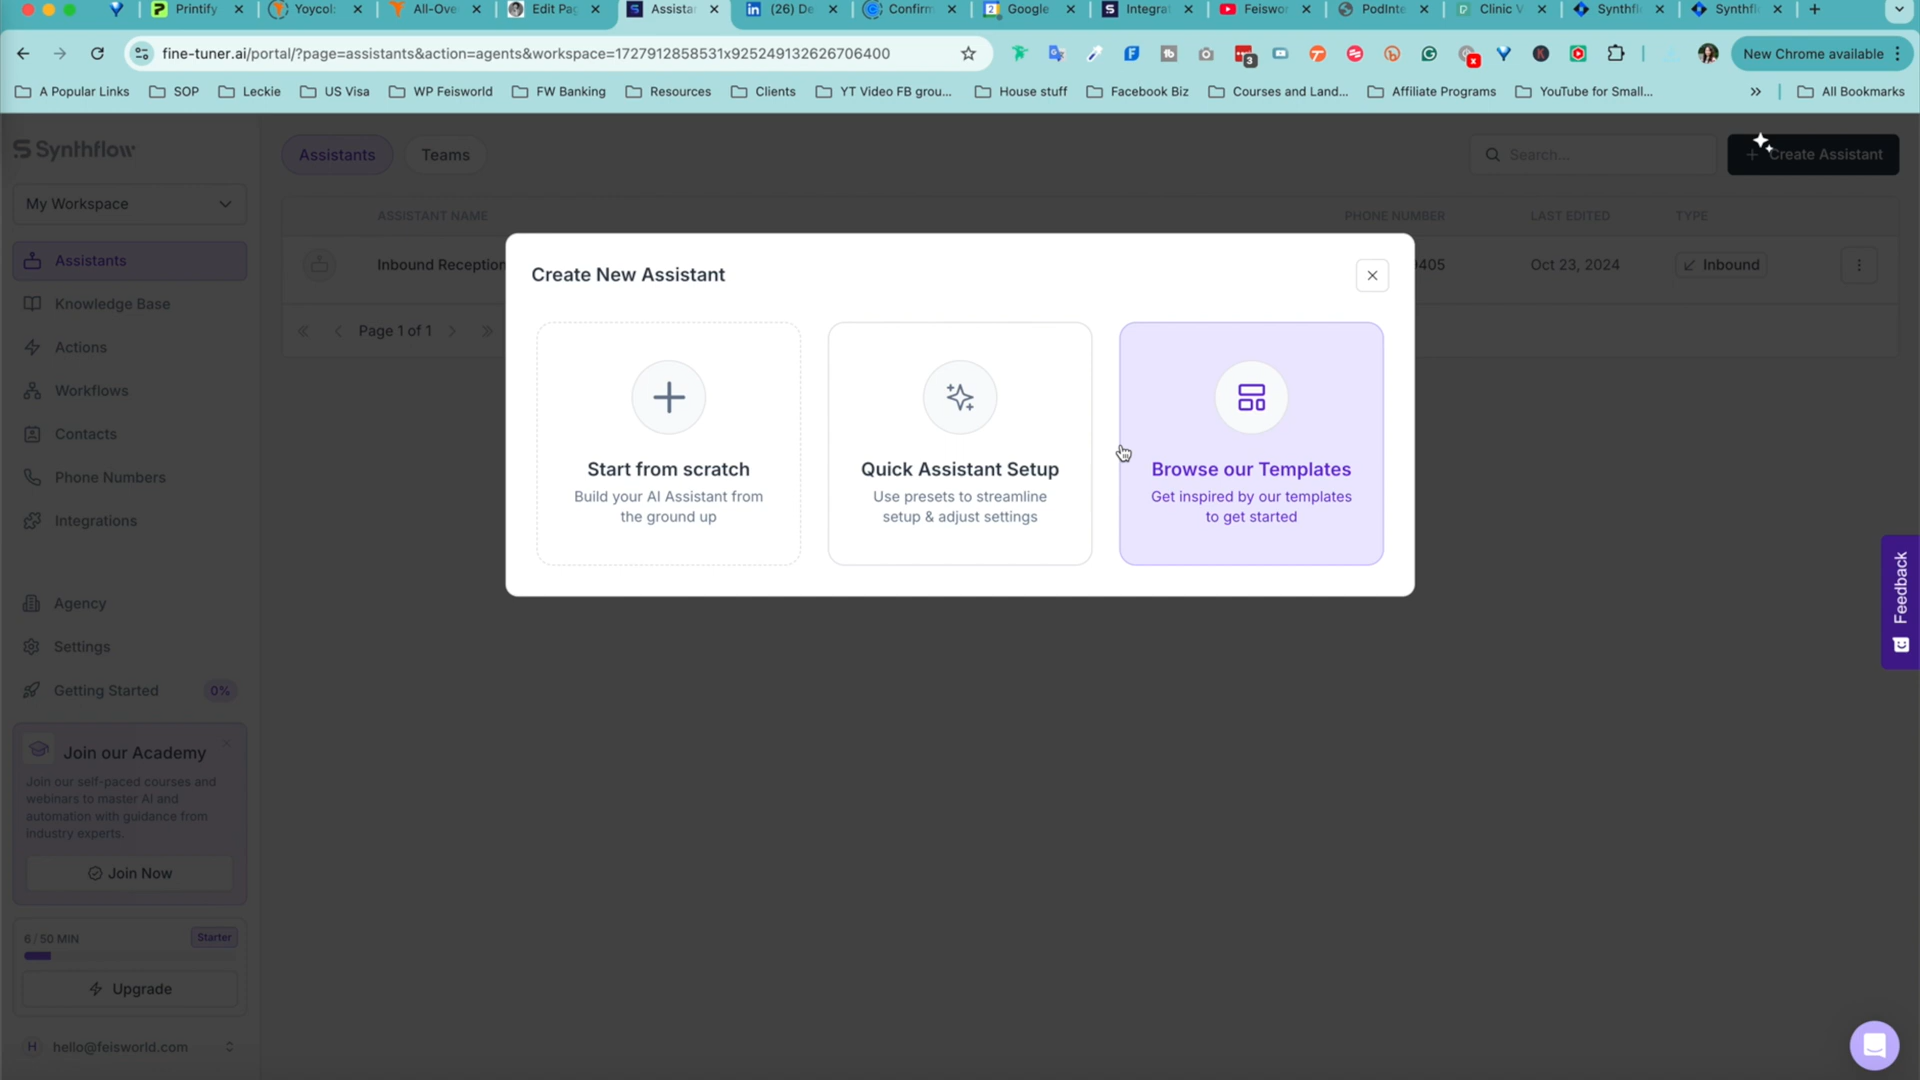 Printify
Yoycol:
All-Ove
Edit Pag
Assistan
(26) De
Confirm
Google
Integrat
Feiswor
PodInte
Clinic V
Synthfl
Synthfl
fine-tuner.ai/portal/?page=assistants&action=agents&workspace=1727912858531x925249132626706400
3
New Chrome available
A Popular Links
SOP
Leckie
US Visa
WP Feisworld
FW Banking
Resources
Clients
YT Video FB grou...
House stuff
Facebook Biz
Courses and Land...
Affiliate Programs
YouTube for Small...
All Bookmarks
Synthflow
My Workspace
Assistants
Knowledge Base
Actions
Workflows
Contacts
Phone Numbers
Integrations
Agency
Settings
Getting Started 0%
Join our Academy
Join our self-paced courses and
webinars to master AI and
automation with guidance from
industry experts.
Join Now
6 / 50 MIN Starter
Upgrade
H hello@feisworld.com
Assistants Teams
Search...
+ Create Assistant
ASSISTANT NAME PHONE NUMBER LAST EDITED TYPE
Inbound Reception 9405 Oct 23, 2024 Inbound
Page 1 of 1
Create New Assistant
Start from scratch
Build your AI Assistant from
the ground up
Quick Assistant Setup
Use presets to streamline
setup & adjust settings
Browse our Templates
Get inspired by our templates
to get started
Feedback